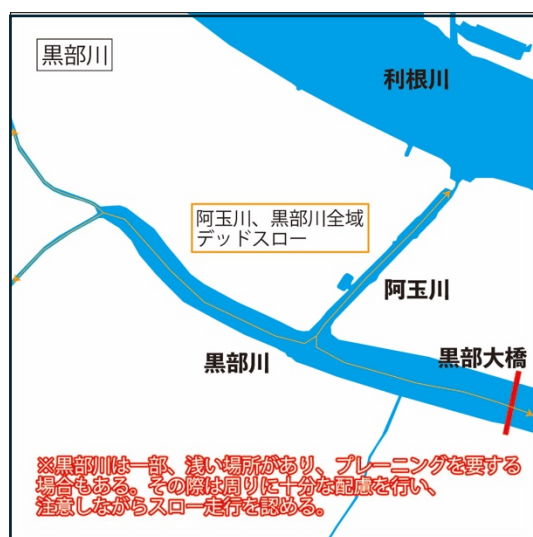 黒部川
利根川
阿玉川、黒部川全域
デッドスロー
阿玉川
黒部大橋
黒部川
※黒部川は一部、浅い場所があり、プレーニングを要する
場合もある。その際は周りに十分な配慮を行い、
注意しながらスロー走行を認める。